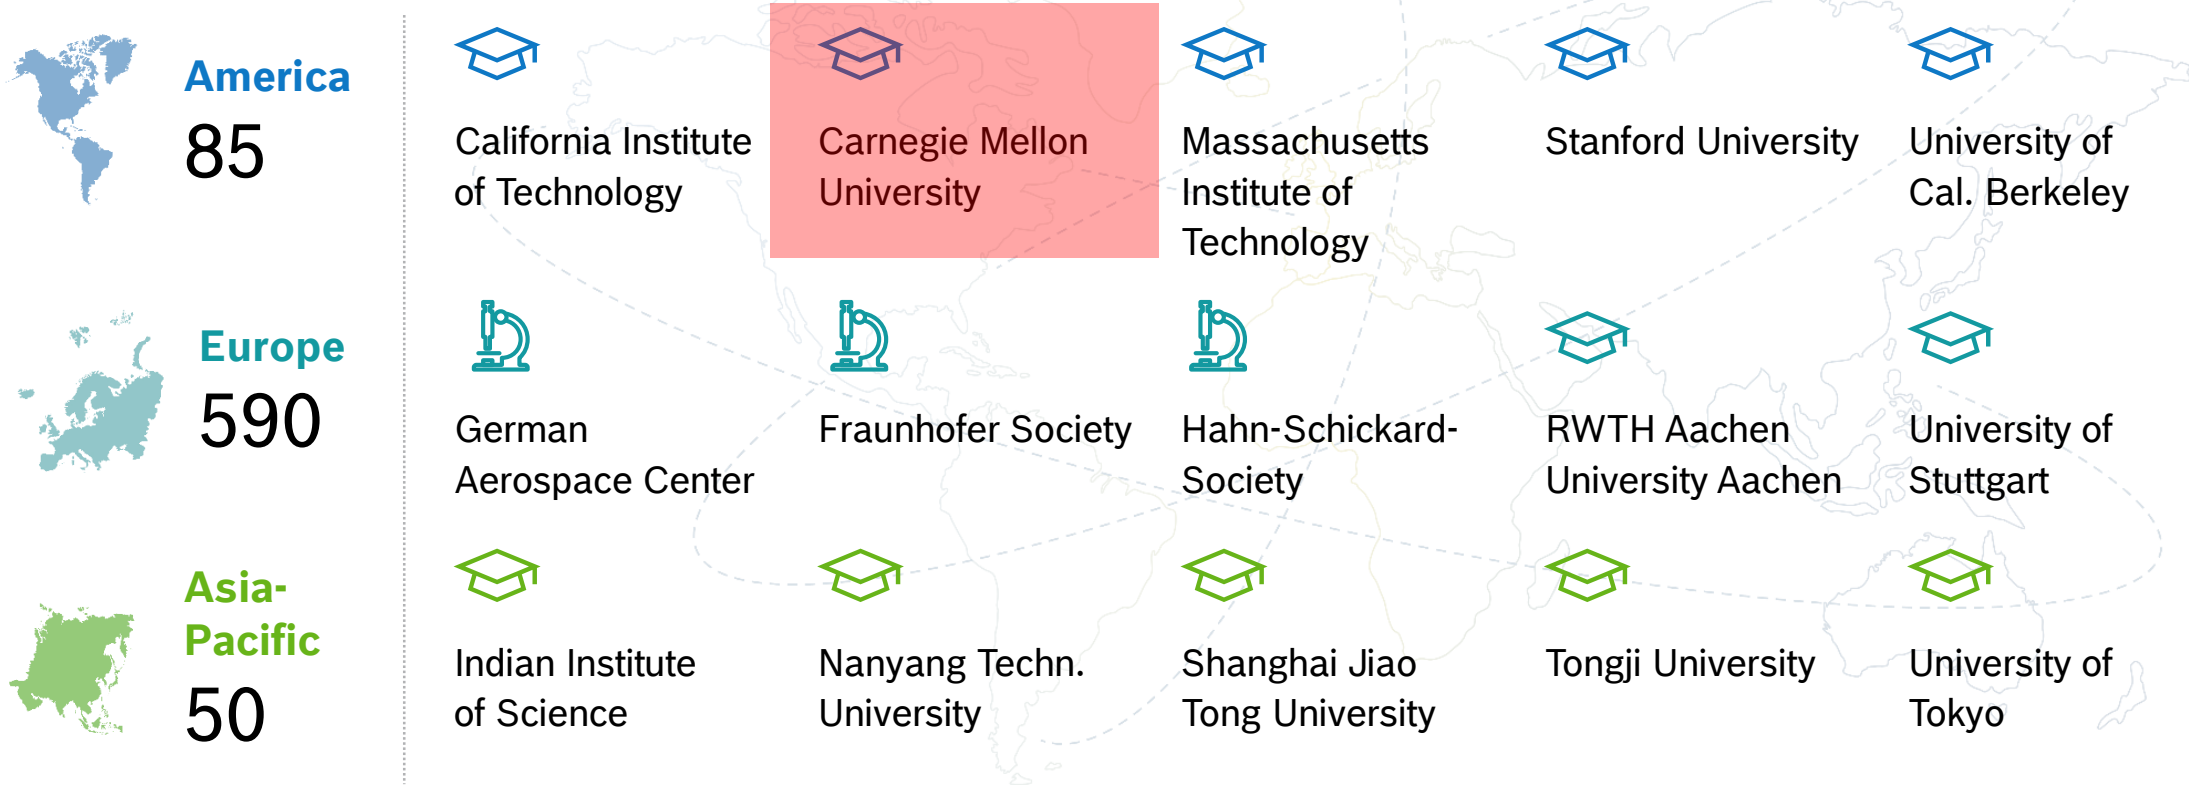 America
85
California Institute
of Technology
Carnegie Mellon
University
Massachusetts
Institute of
Technology
Stanford University
University of
Cal. Berkeley
Europe
590
German
Aerospace Center
Fraunhofer Society
Hahn-Schickard-
Society
RWTH Aachen
University Aachen
University of
Stuttgart
Asia-
Pacific
50
Indian Institute
of Science
Nanyang Techn.
University
Shanghai Jiao
Tong University
Tongji University
University of
Tokyo